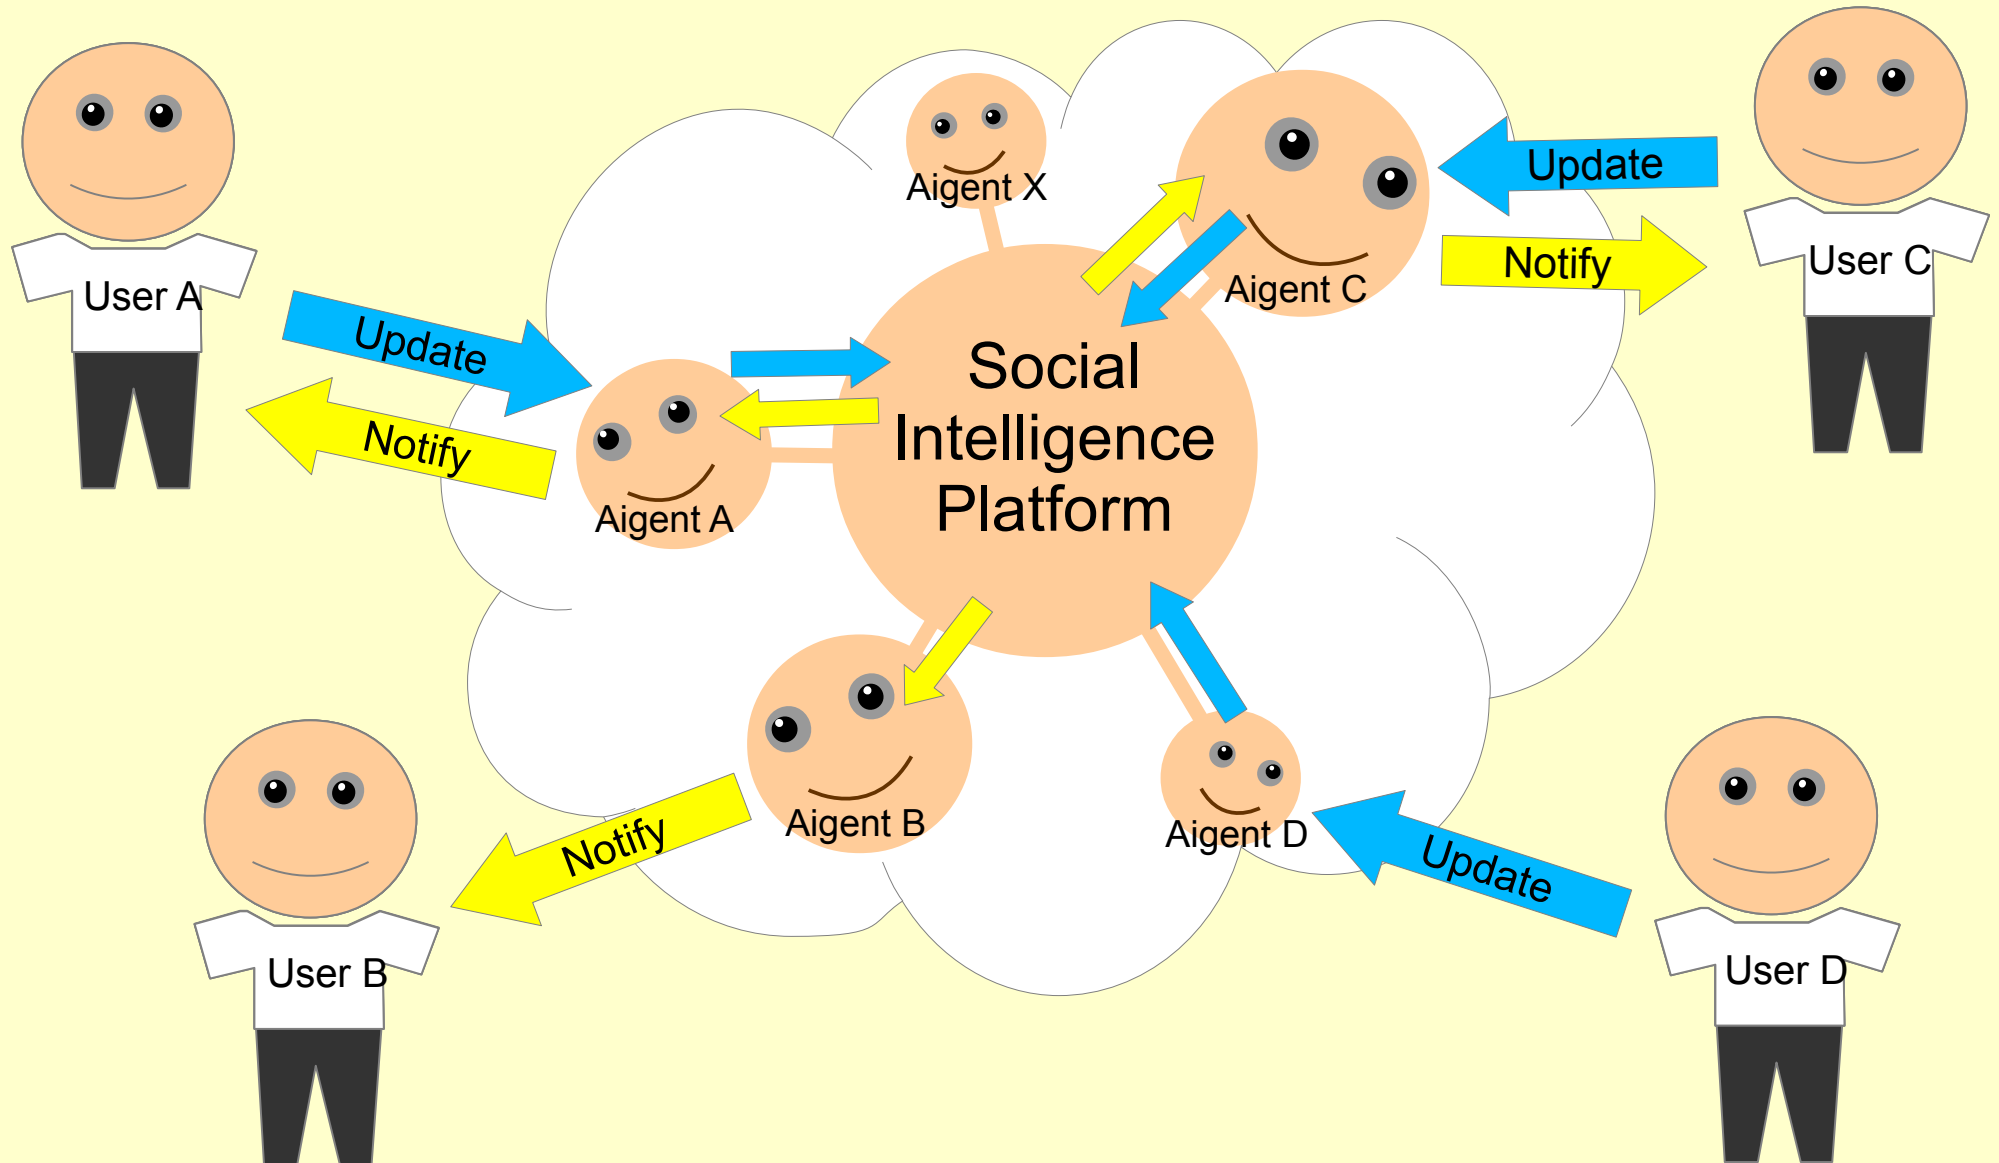 Aigent X
Update
User C
Notify
Aigent C
User A
Update
Notify
Aigent A
Social
Intelligence
Platform
Aigent B
Notify
User B
Aigent D
Update
User D